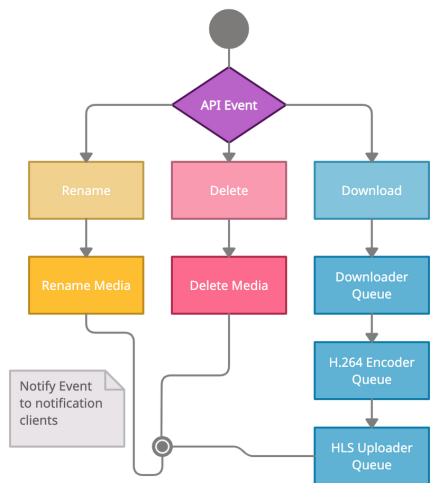 API Event
Rename
Delete
Download
Rename Media
Delete Media
Downloader
Queue
H.264 Encoder
Queue
Notify Event
to notification
clients
HLS Uploader
Queue